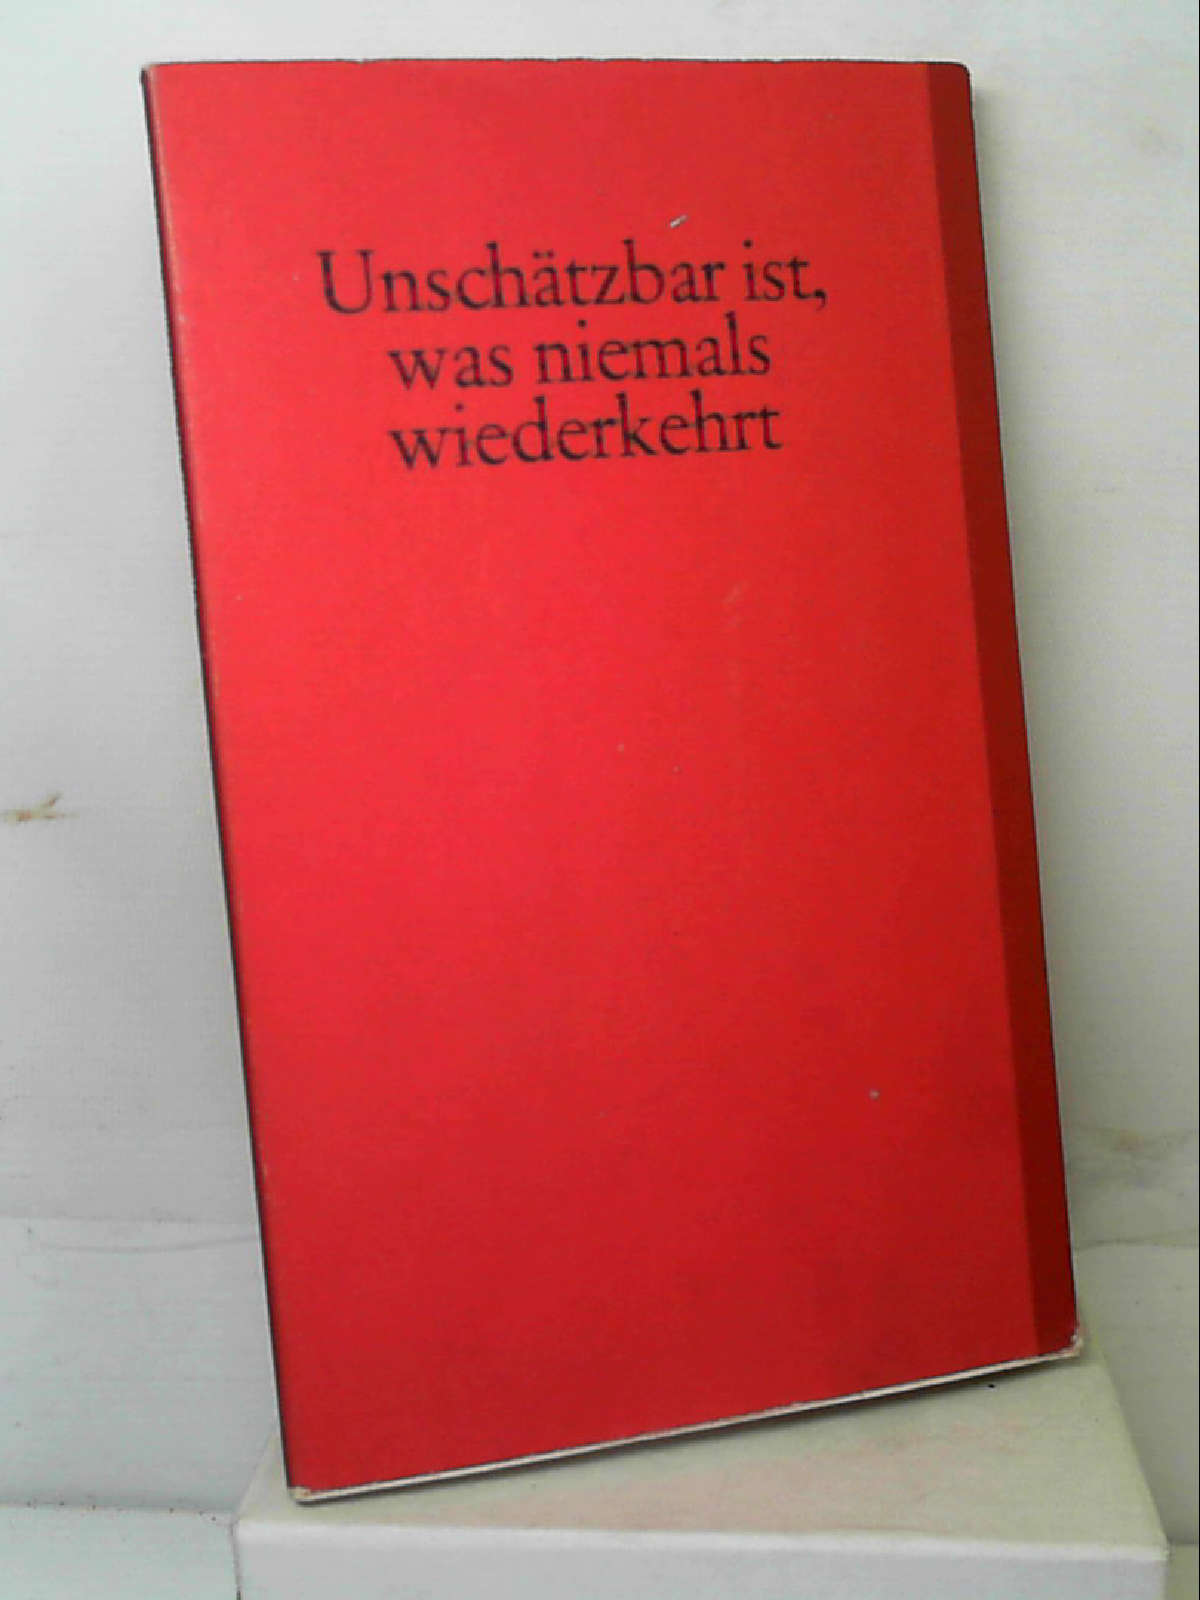 Unschätzbar ist,
was niemals
wiederkehrt